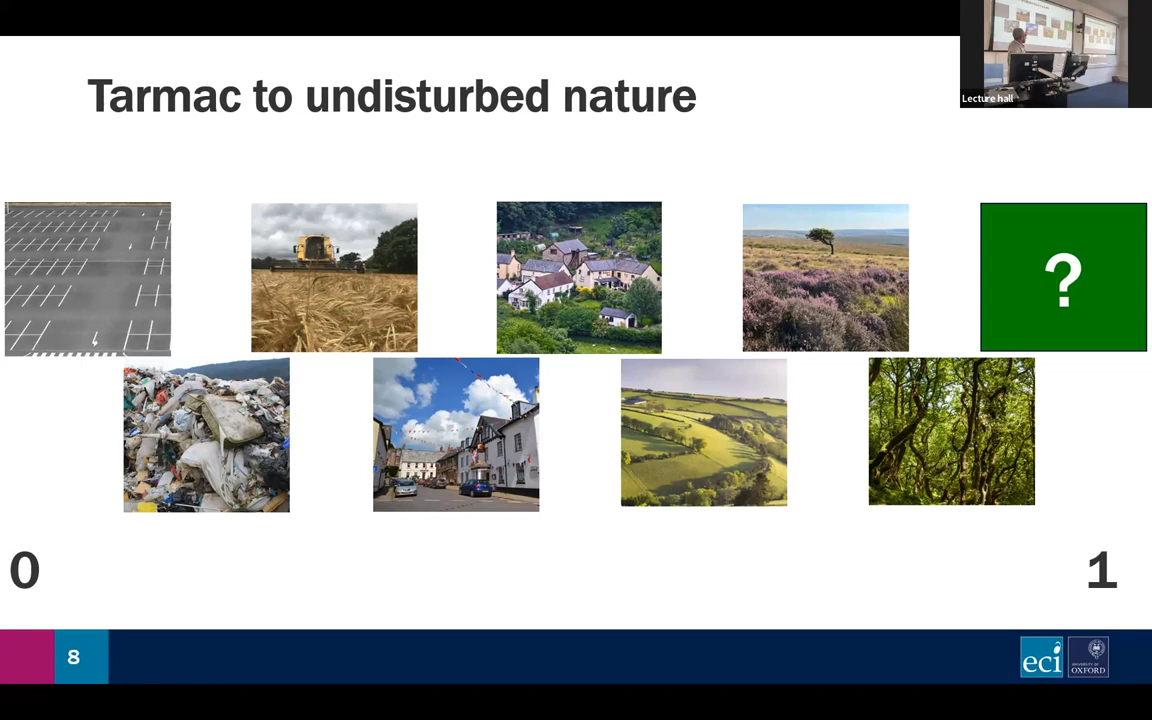 Lecture hall
Tarmac to undisturbed nature
?
0
1
8
eci
UNIVERSITY OF
OXFORD